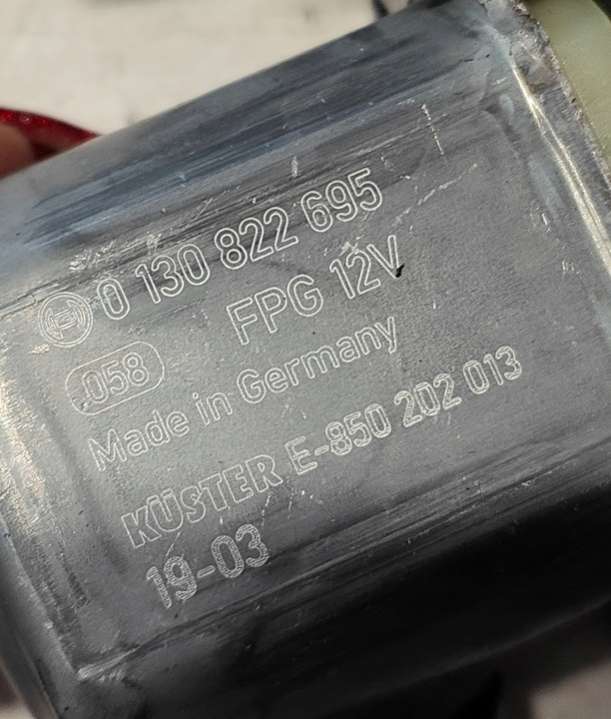 0 130 822 695
FPG 12V
.058
Made in Germany
KÜSTER E-850 202 013
19-03